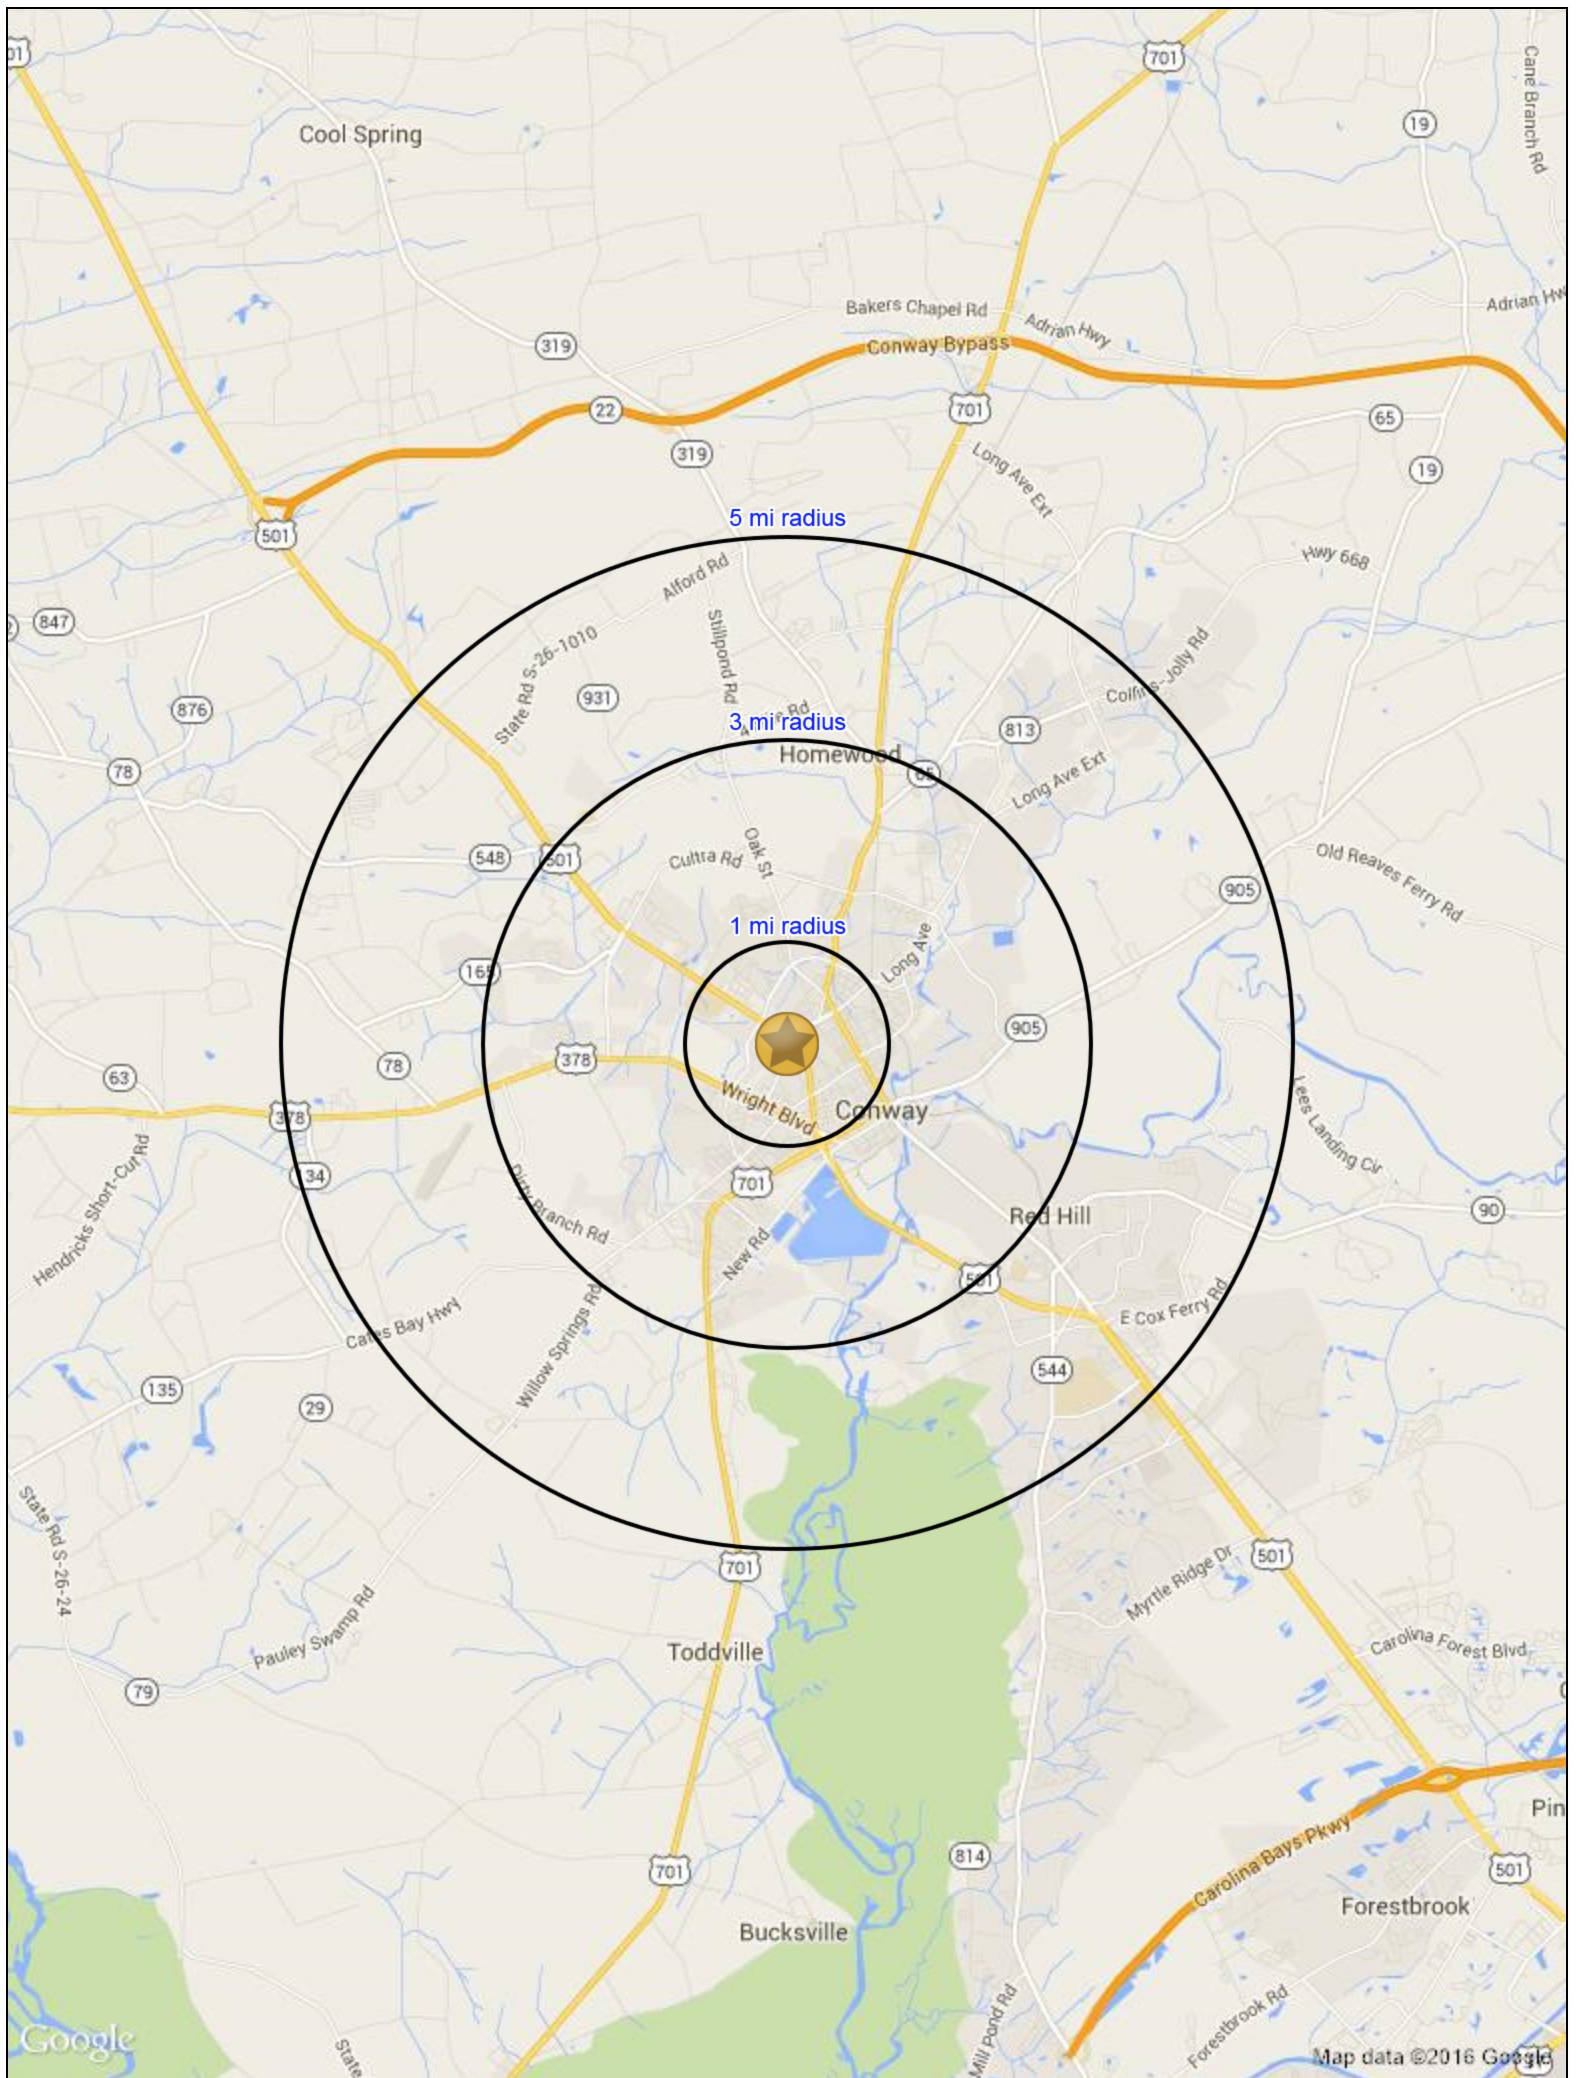 701
19
Cane Branch Rd
Cool Spring
Bakers Chapel Rd
Adrian Hwy
319
Conway Bypass
22
701
65
319
Long Ave Ext
19
5 mi radius
501
Hwy 668
Alford Rd
847
Stillpond Rd
State Rd S-26-1010
Collins-Jolly Rd
931
876
3 mi radius
813
Homewood
78
65
Long Ave Ext
548
501
Cultra Rd
Oak St
Old Reaves Ferry Rd
905
1 mi radius
Long Ave
165
905
378
78
63
Wright Blvd
Conway
378
Lees Landing Cir
Hendricks Short-Cut Rd
134
701
Dirty Branch Rd
Red Hill
90
New Rd
501
Willow Springs Rd
E Cox Ferry Rd
Cates Bay Hwy
544
135
29
State Rd S-26-24
501
701
Myrtle Ridge Dr
Pauley Swamp Rd
Toddville
Carolina Forest Blvd
79
Carolina Bays Pkwy
814
701
501
Forestbrook
Bucksville
Mill pond Rd
Forestbrook Rd
Google
State
Map data ©2016 Google